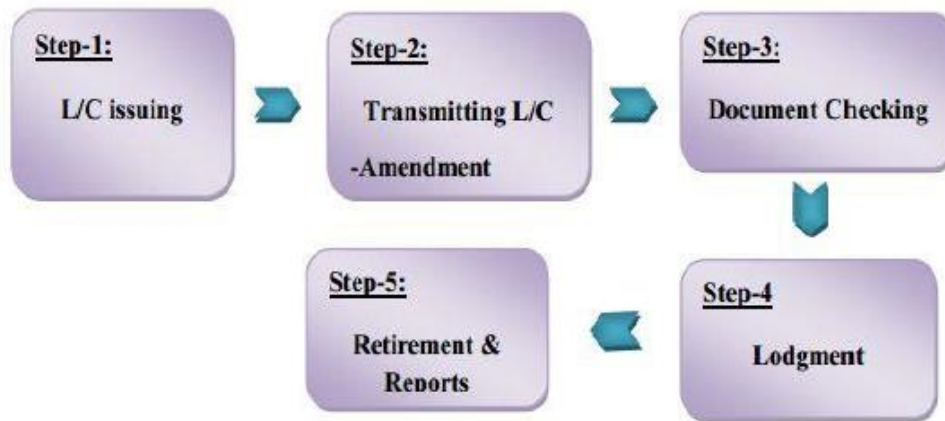 Step-1:
L/C issuing
Step-2:
Transmitting L/C
-Amendment
Step-3:
Document Checking
Step-4
Lodgment
Step-5:
Retirement &
Reports